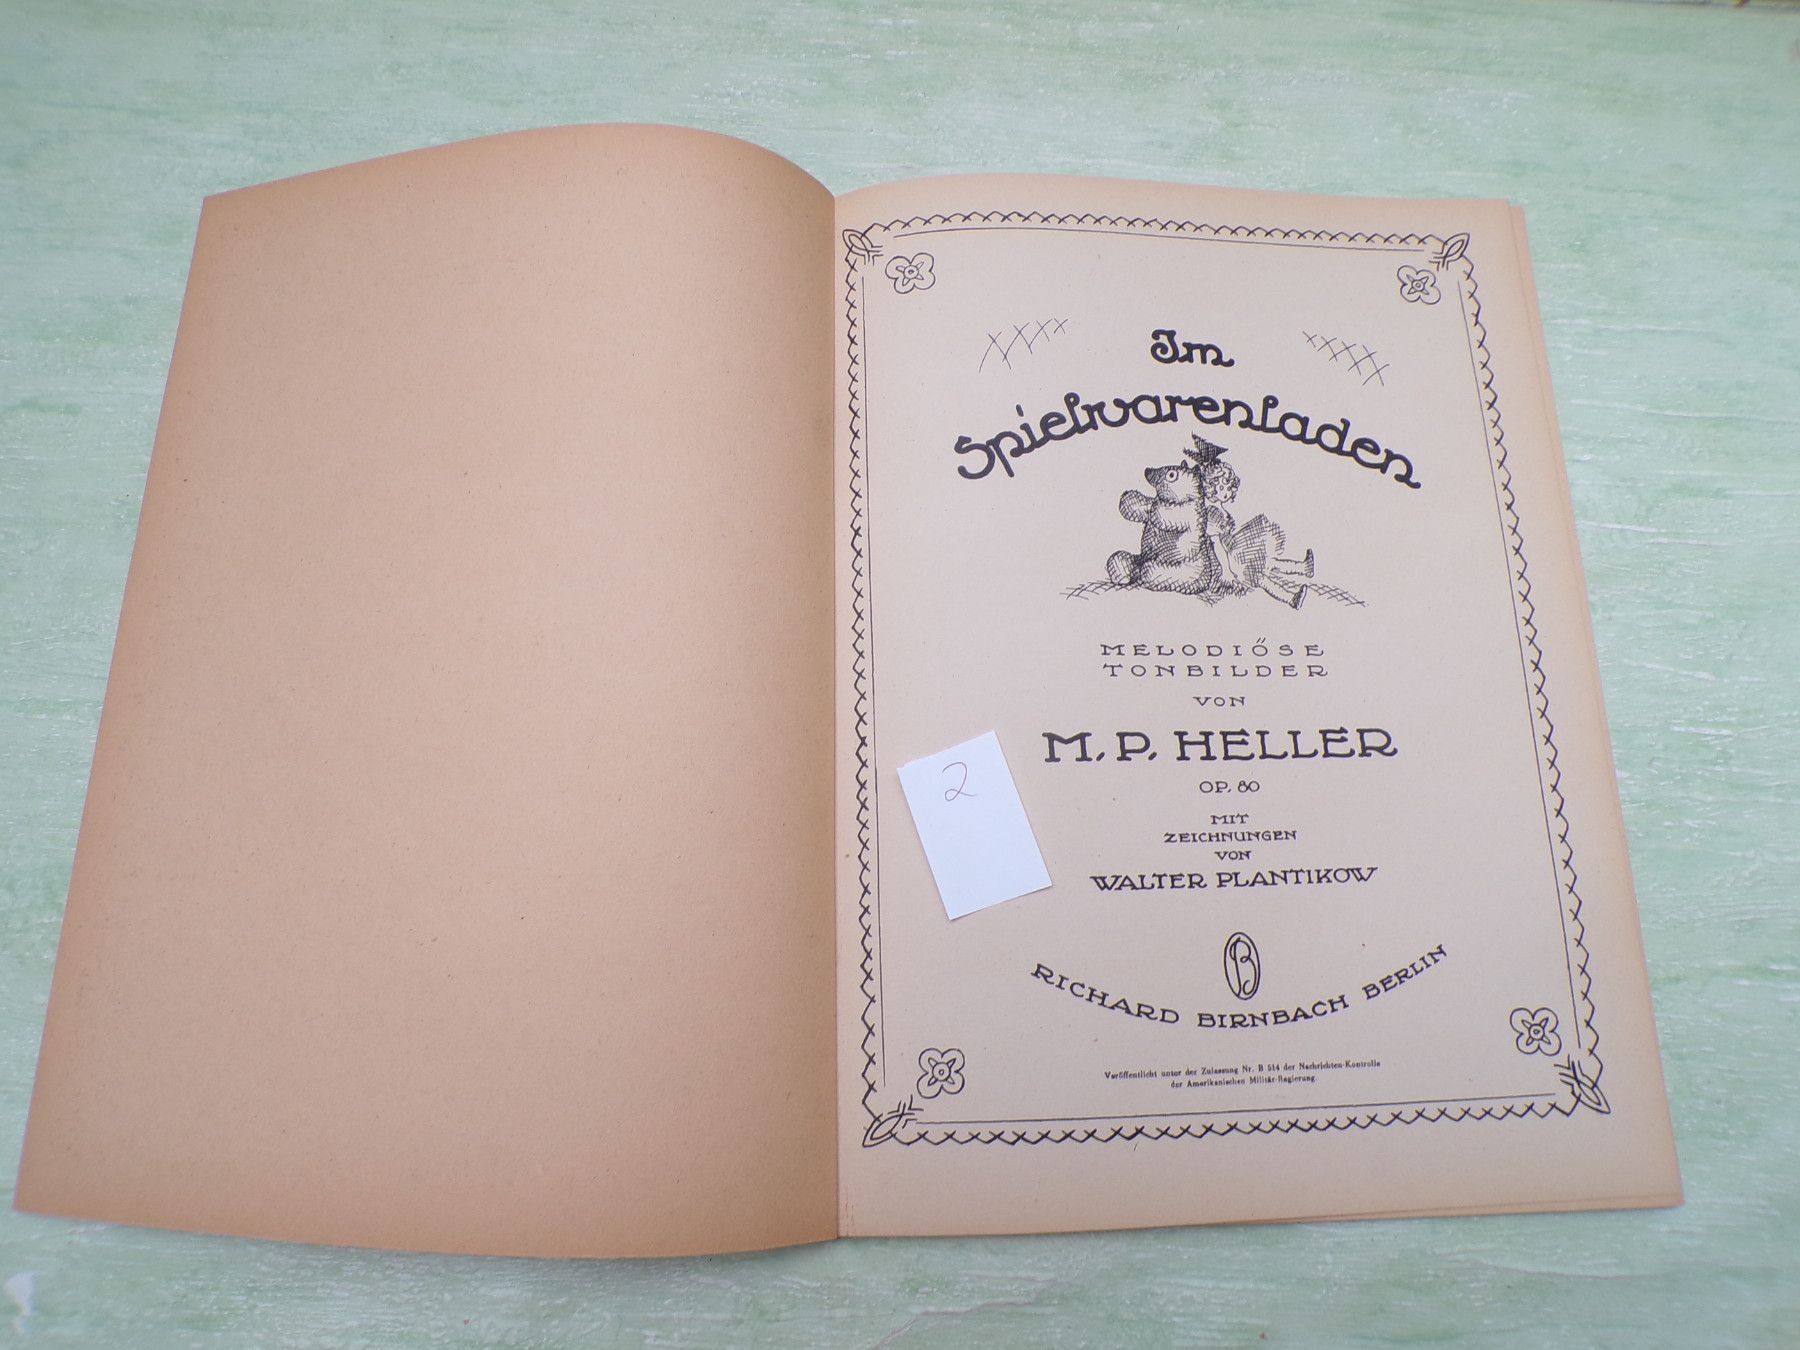 Im
Spielwarenladen
MELODIÖSE
TONBILDER
VON
M. P. HELLER
OP. 80
2
MIT
ZEICHNUNGEN
VON
WALTER PLANTIKOW
B
RICHARD BIRNBACH BERLIN
Veröffentlicht unter der Zulassung Nr. B 514 der Nachrichten-Kontrolle
der Amerikanischen Militär-Regierung.